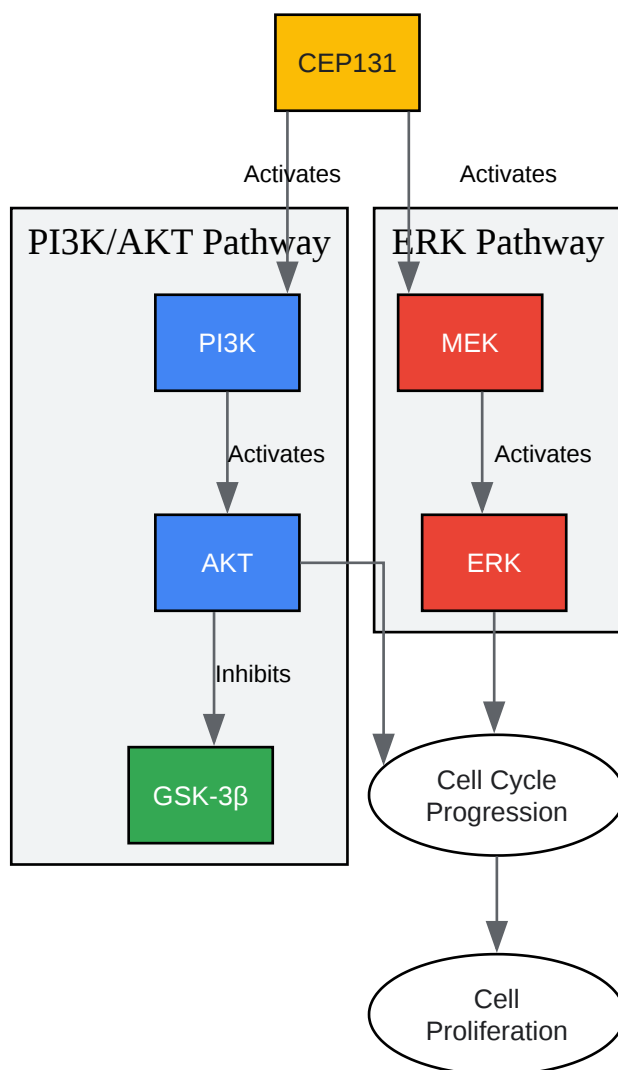 CEP131
Activates
Activates
PI3K/AKT Pathway
ERK Pathway
PI3K
MEK
Activates
Activates
AKT
ERK
Inhibits
GSK-3β
Cell Cycle
Progression
Cell
Proliferation